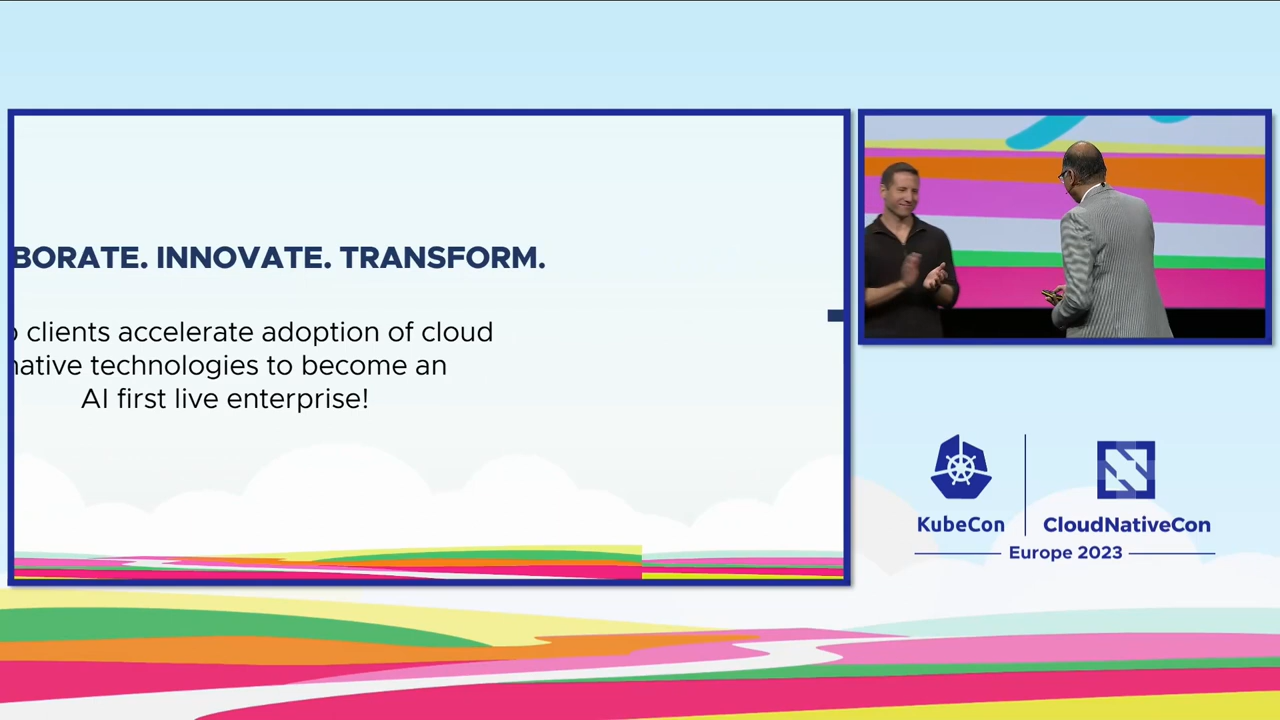 BORATE. INNOVATE. TRANSFORM.
clients accelerate adoption of cloud
native technologies to become an
AI first live enterprise!
KubeCon
CloudNativeCon
Europe 2023